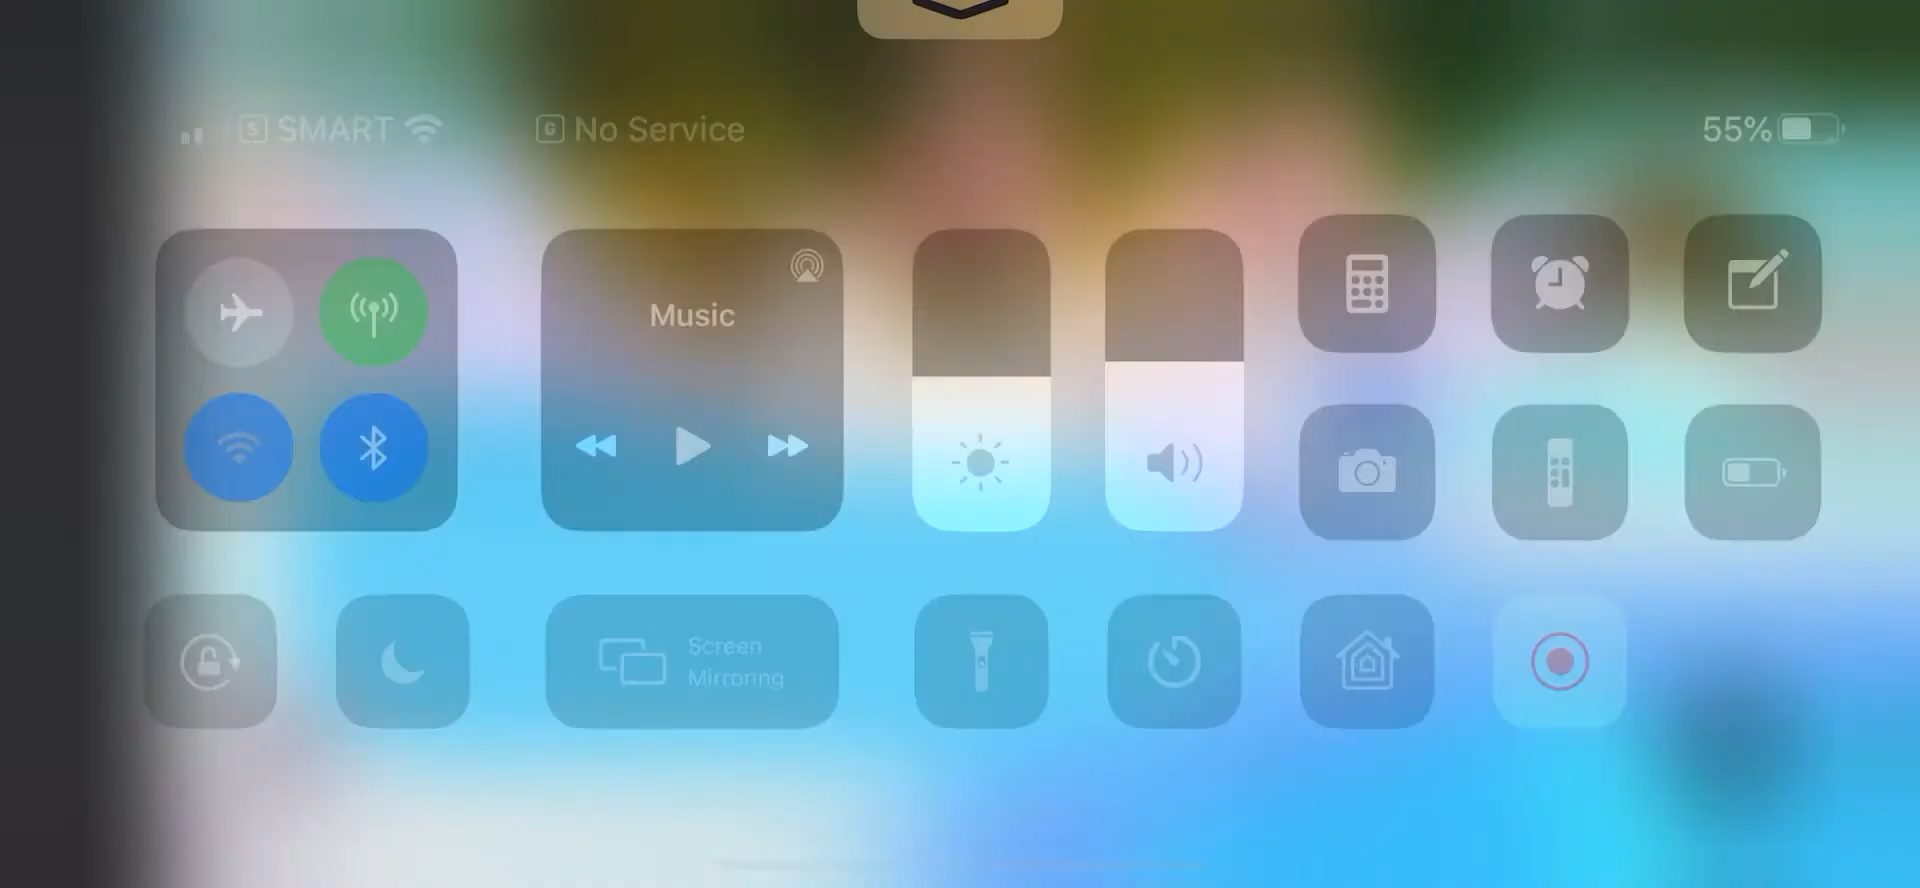 S SMART
G No Service
55%
Music
Screen
Mirroring